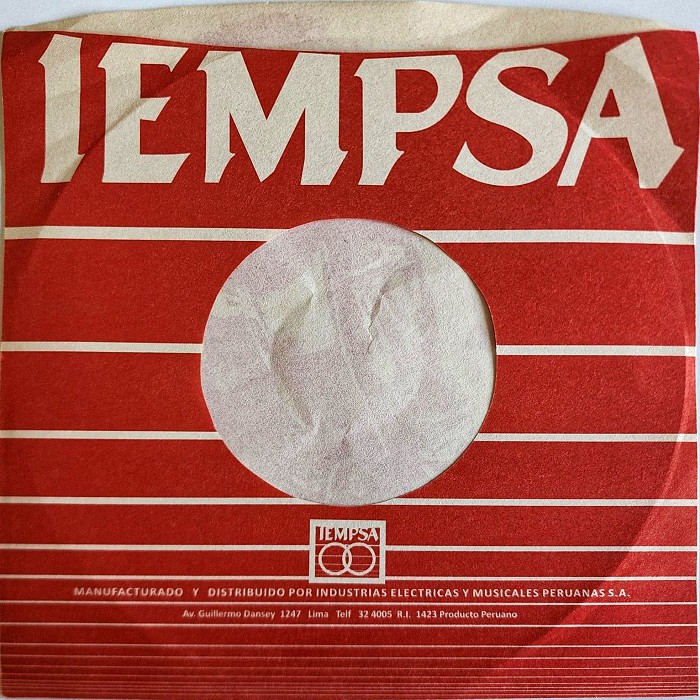 IEMPSA
IEMPSA
MANUFACTURADO Y DISTRIBUIDO POR INDUSTRIAS ELECTRICAS Y MUSICALES PERUANAS S.A.
Av. Guillermo Dansey 1247 Lima Telf 32 4005 R.I. 1423 Producto Peruano